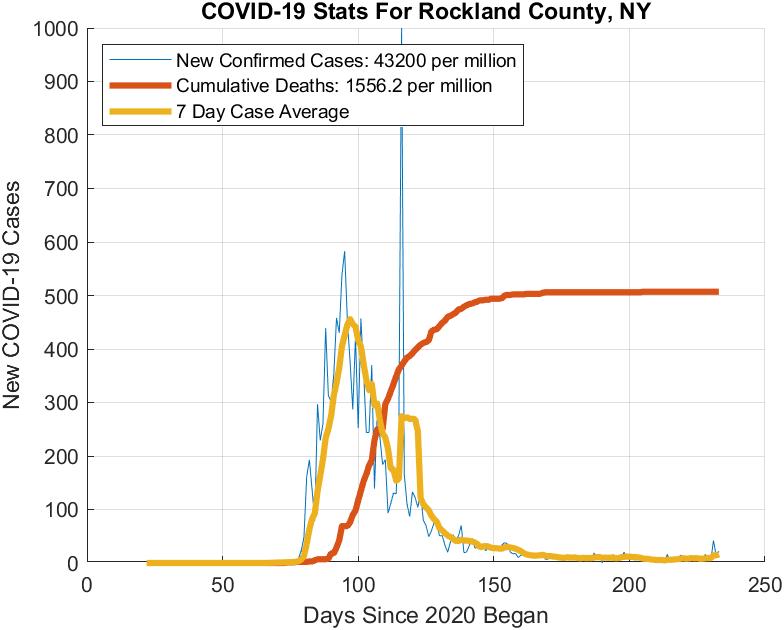 COVID-19 Stats For Rockland County, NY
1000
900
800
700
600
500
400
300
200
100
0
New COVID-19 Cases
New Confirmed Cases: 43200 per million
Cumulative Deaths: 1556.2 per million
7 Day Case Average
0 50 100 150 200 250
Days Since 2020 Began